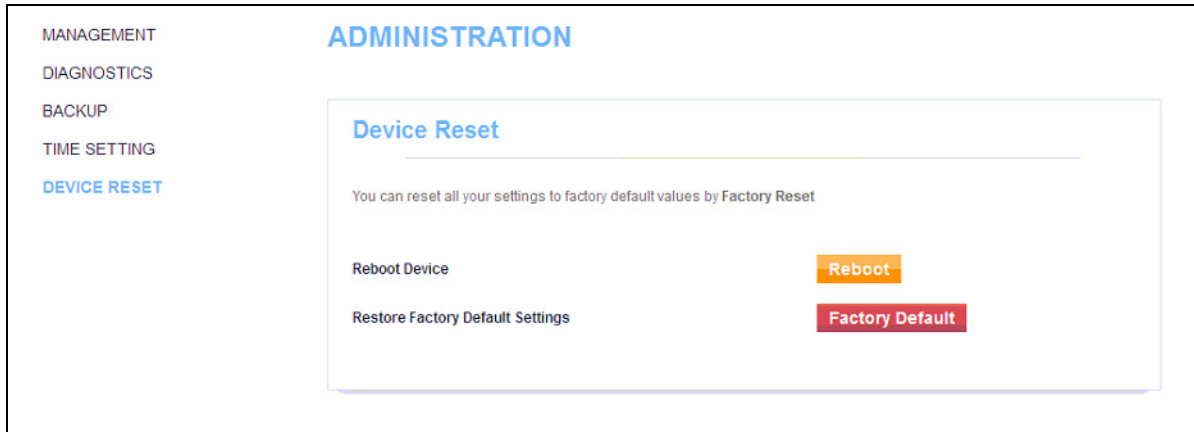 MANAGEMENT
DIAGNOSTICS
BACKUP
TIME SETTING
DEVICE RESET
ADMINISTRATION
Device Reset
You can reset all your settings to factory default values by Factory Reset
Reboot Device
Reboot
Restore Factory Default Settings
Factory Default